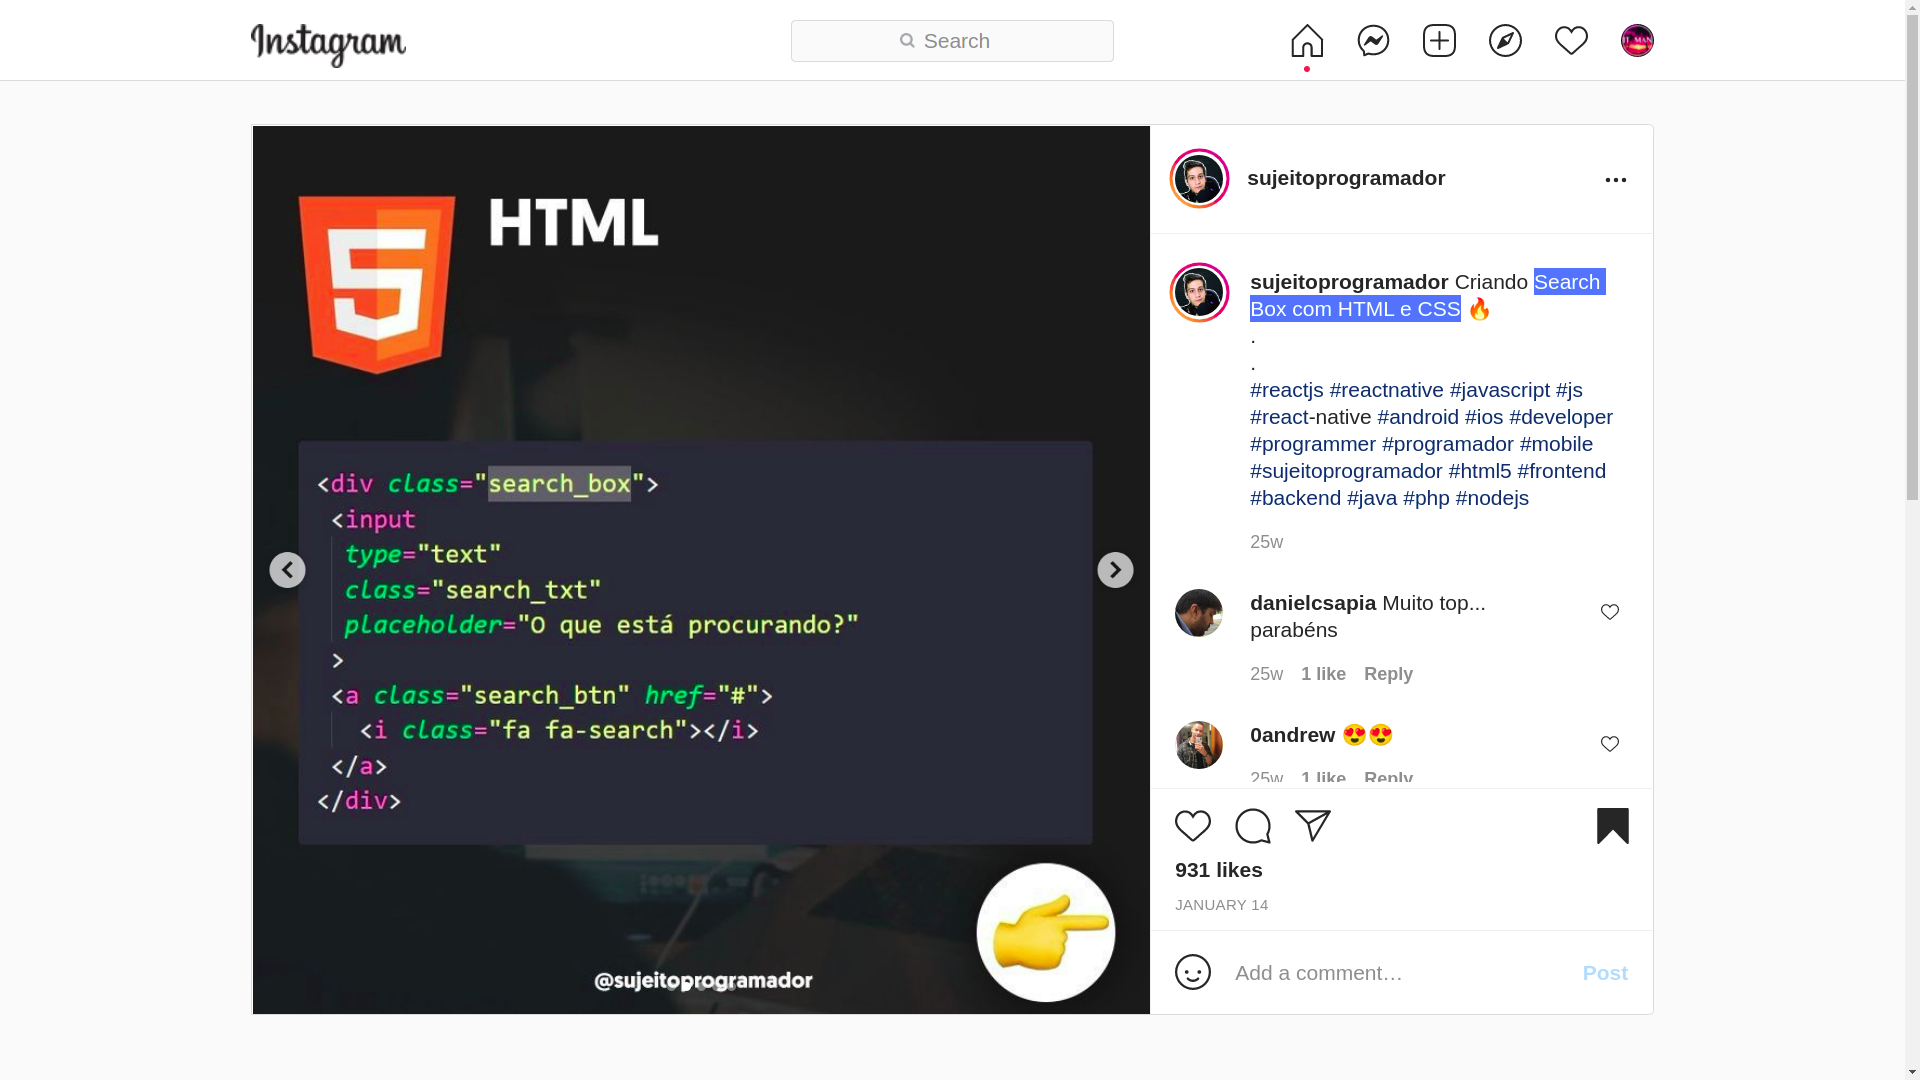 Instagram
Search
HTML
<div class="search_box">
<input
type="text"
class="search_txt"
placeholder="O que está procurando?"
>
<a class="search_btn" href="#">
<i class="fa fa-search"></i>
</a>
</div>
@sujeitoprogramador
sujeitoprogramador
sujeitoprogramador Criando Search
Box com HTML e CSS 🔥
.
.
#reactjs #reactnative #javascript #js
#react-native #android #ios #developer
#programmer #programador #mobile
#sujeitoprogramador #html5 #frontend
#backend #java #php #nodejs
25w
danielcsapia Muito top...
parabéns
25w 1 like Reply
0andrew 😍😍
25w 1 like Reply
931 likes
JANUARY 14
Add a comment…
Post